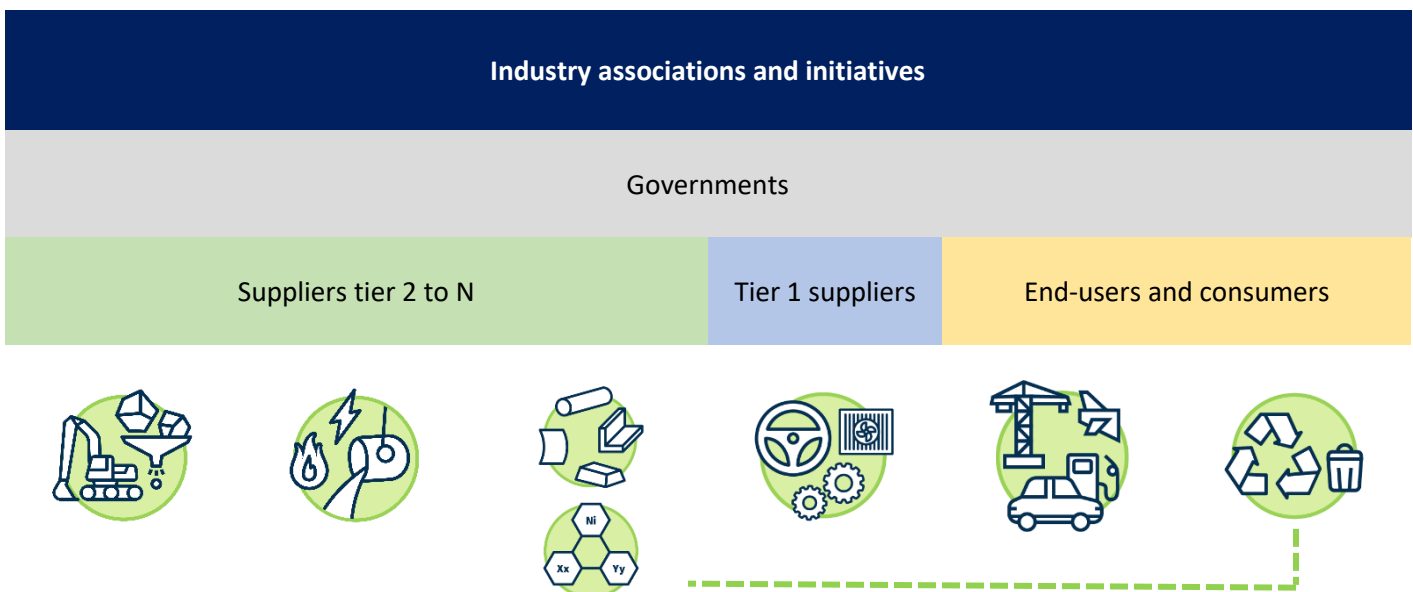 Industry associations and initiatives
Governments
Suppliers tier 2 to N
Tier 1 suppliers
End-users and consumers
Ni
Xx
Yy